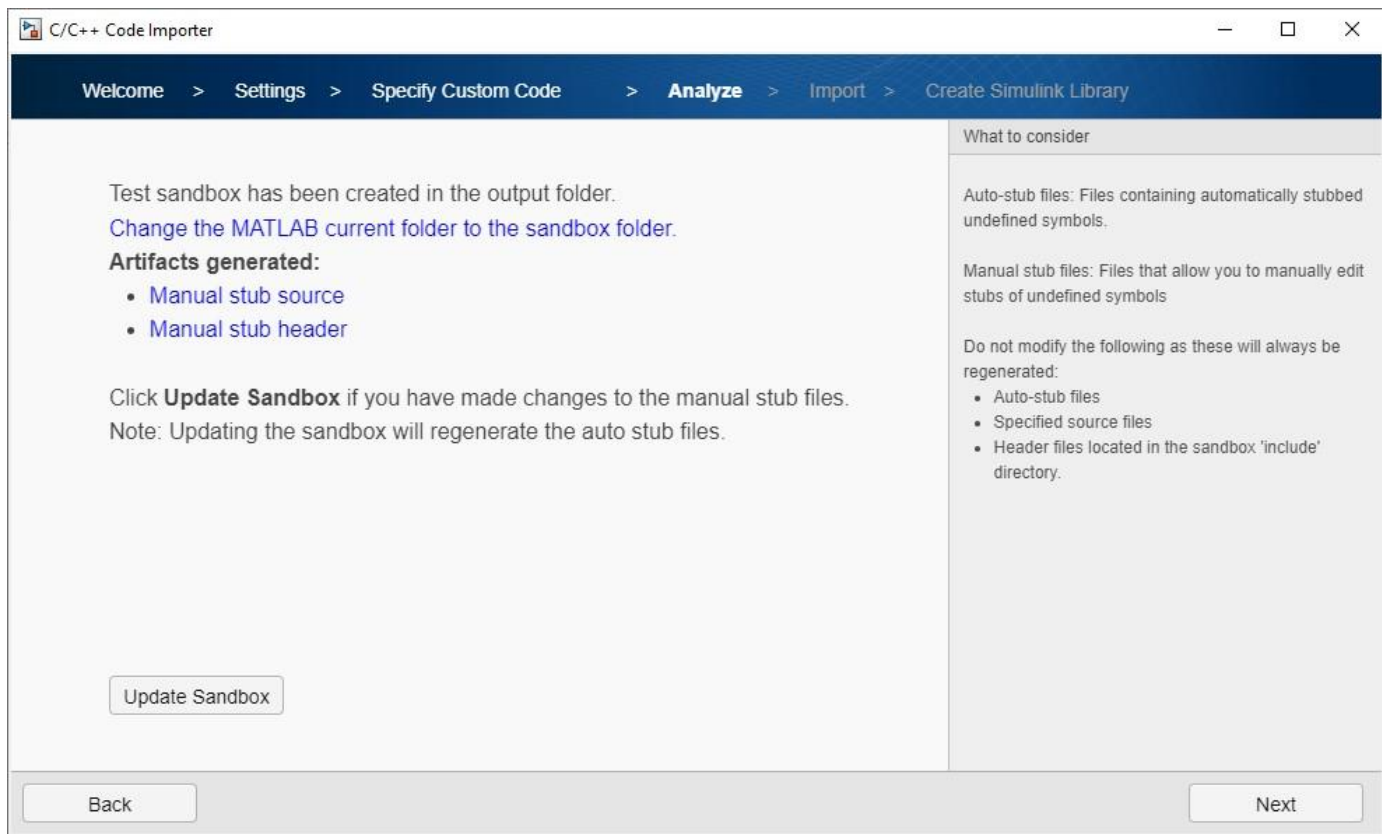 C/C++ Code Importer
Welcome > Settings > Specify Custom Code > Analyze > Import > Create Simulink Library
Test sandbox has been created in the output folder.
Change the MATLAB current folder to the sandbox folder.
Artifacts generated:
• Manual stub source
• Manual stub header
Click Update Sandbox if you have made changes to the manual stub files.
Note: Updating the sandbox will regenerate the auto stub files.
Update Sandbox
What to consider
Auto-stub files: Files containing automatically stubbed
undefined symbols.
Manual stub files: Files that allow you to manually edit
stubs of undefined symbols
Do not modify the following as these will always be
regenerated:
• Auto-stub files
• Specified source files
• Header files located in the sandbox 'include'
directory.
Back
Next